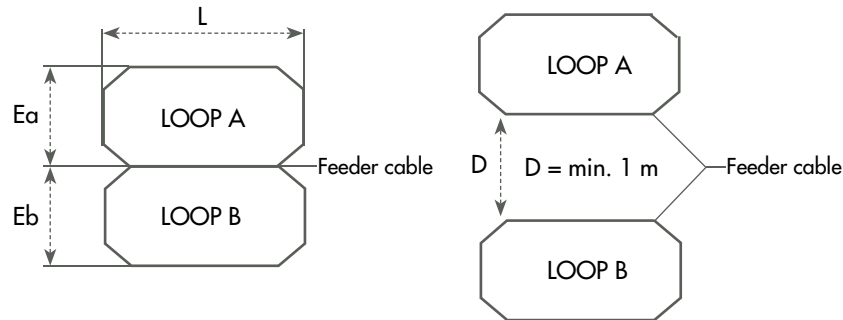 L
Ea
LOOP A
Feeder cable
Eb
LOOP B
LOOP A
D
D = min. 1 m
Feeder cable
LOOP B